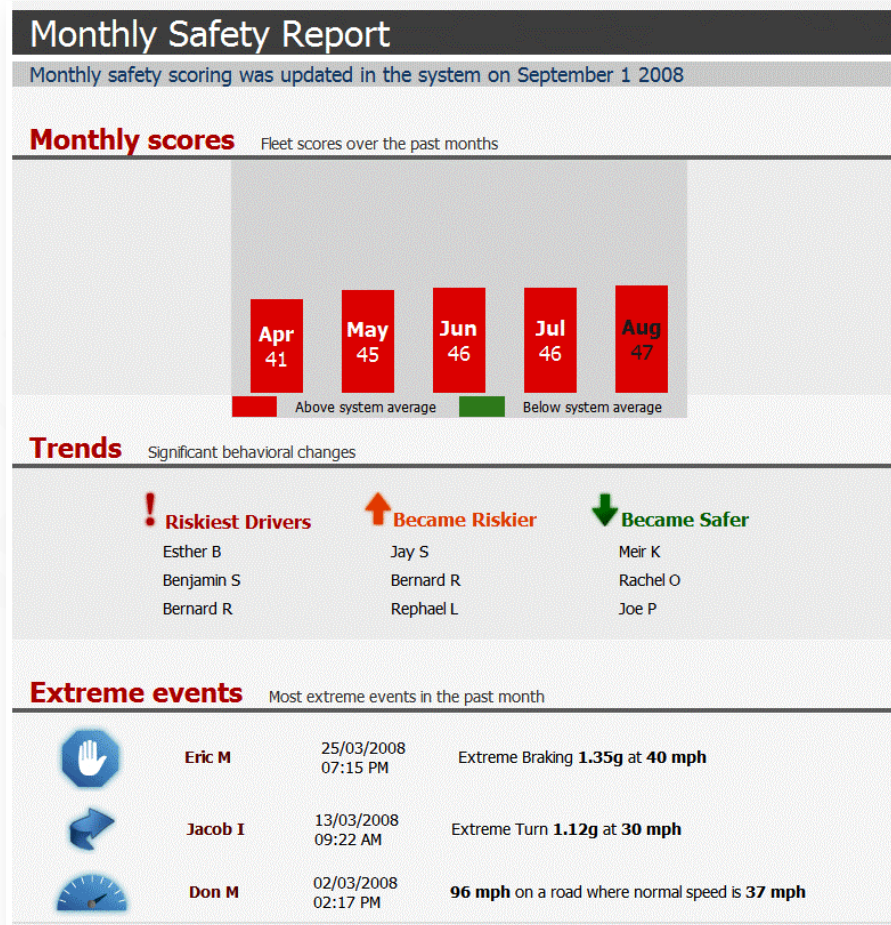 Monthly Safety Report
Monthly safety scoring was updated in the system on September 1 2008
Monthly scores Fleet scores over the past months
Apr May Jun Jul Aug
41 45 46 46 47
Above system average Below system average
Trends Significant behavioral changes
! Riskiest Drivers Became Riskier Became Safer
Esther B Jay S Meir K
Benjamin S Bernard R Rachel O
Bernard R Rephael L Joe P
Extreme events Most extreme events in the past month
Eric M 25/03/2008 07:15 PM Extreme Braking 1.35g at 40 mph
Jacob I 13/03/2008 09:22 AM Extreme Turn 1.12g at 30 mph
Don M 02/03/2008 02:17 PM 96 mph on a road where normal speed is 37 mph